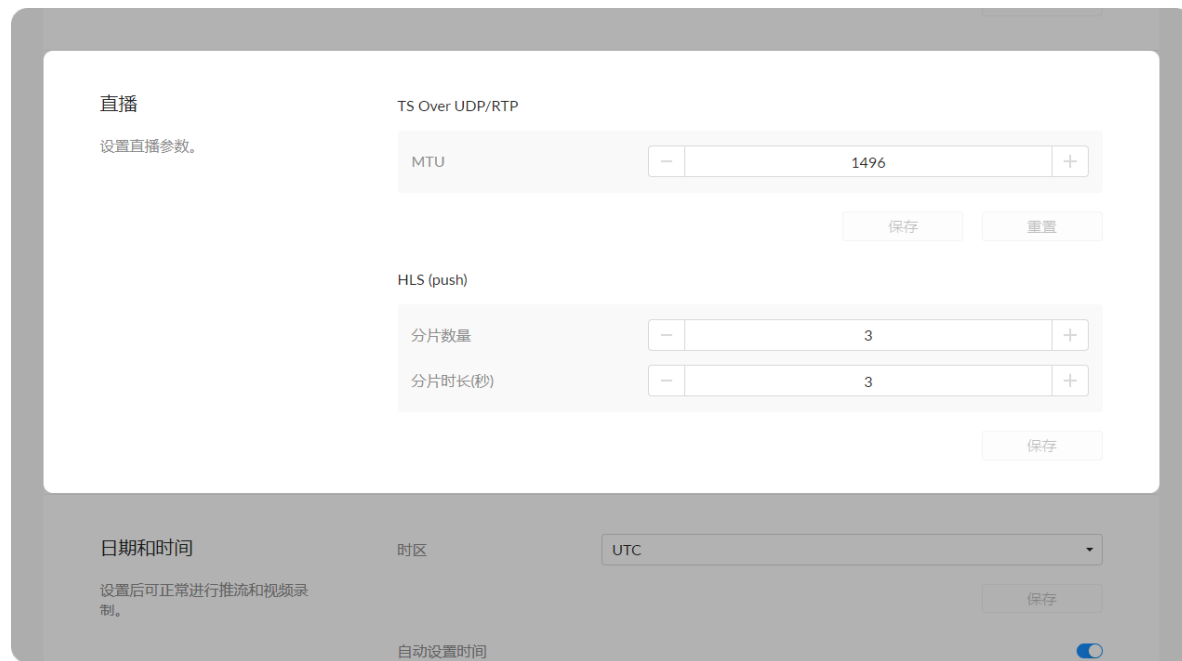 直播
设置直播参数。
TS Over UDP/RTP
MTU
1496
保存
重置
HLS (push)
分片数量
3
分片时长(秒)
3
保存
日期和时间
设置后可正常进行推流和视频录
制。
时区
UTC
保存
自动设置时间